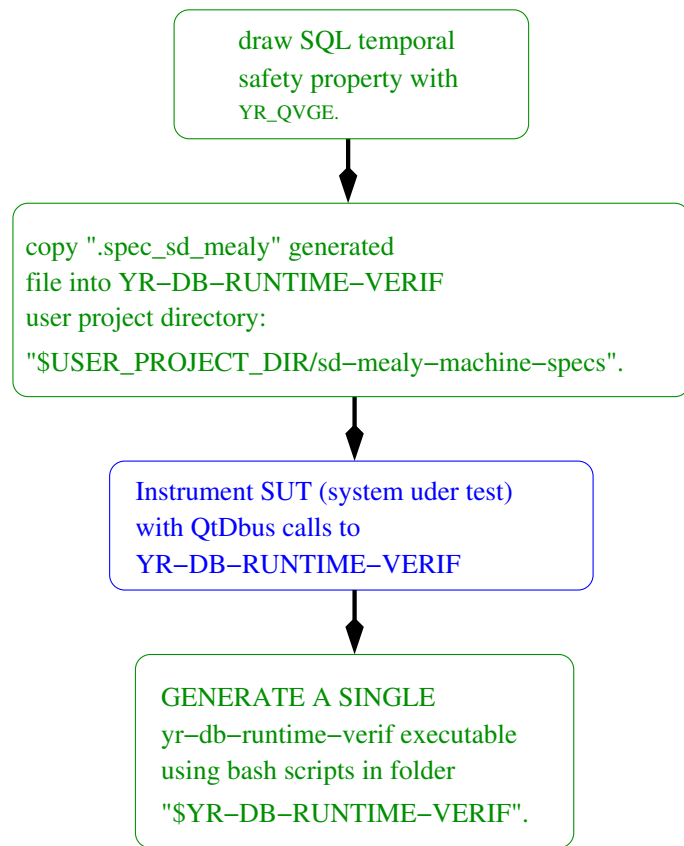 draw SQL temporal
safety property with
YR_QVGE.
copy ".spec_sd_mealy" generated
file into YR−DB−RUNTIME−VERIF
user project directory:
"$USER_PROJECT_DIR/sd−mealy−machine−specs".
Instrument SUT (system uder test)
with QtDbus calls to
YR−DB−RUNTIME−VERIF
GENERATE A SINGLE
yr−db−runtime−verif executable
using bash scripts in folder
"$YR−DB−RUNTIME−VERIF".